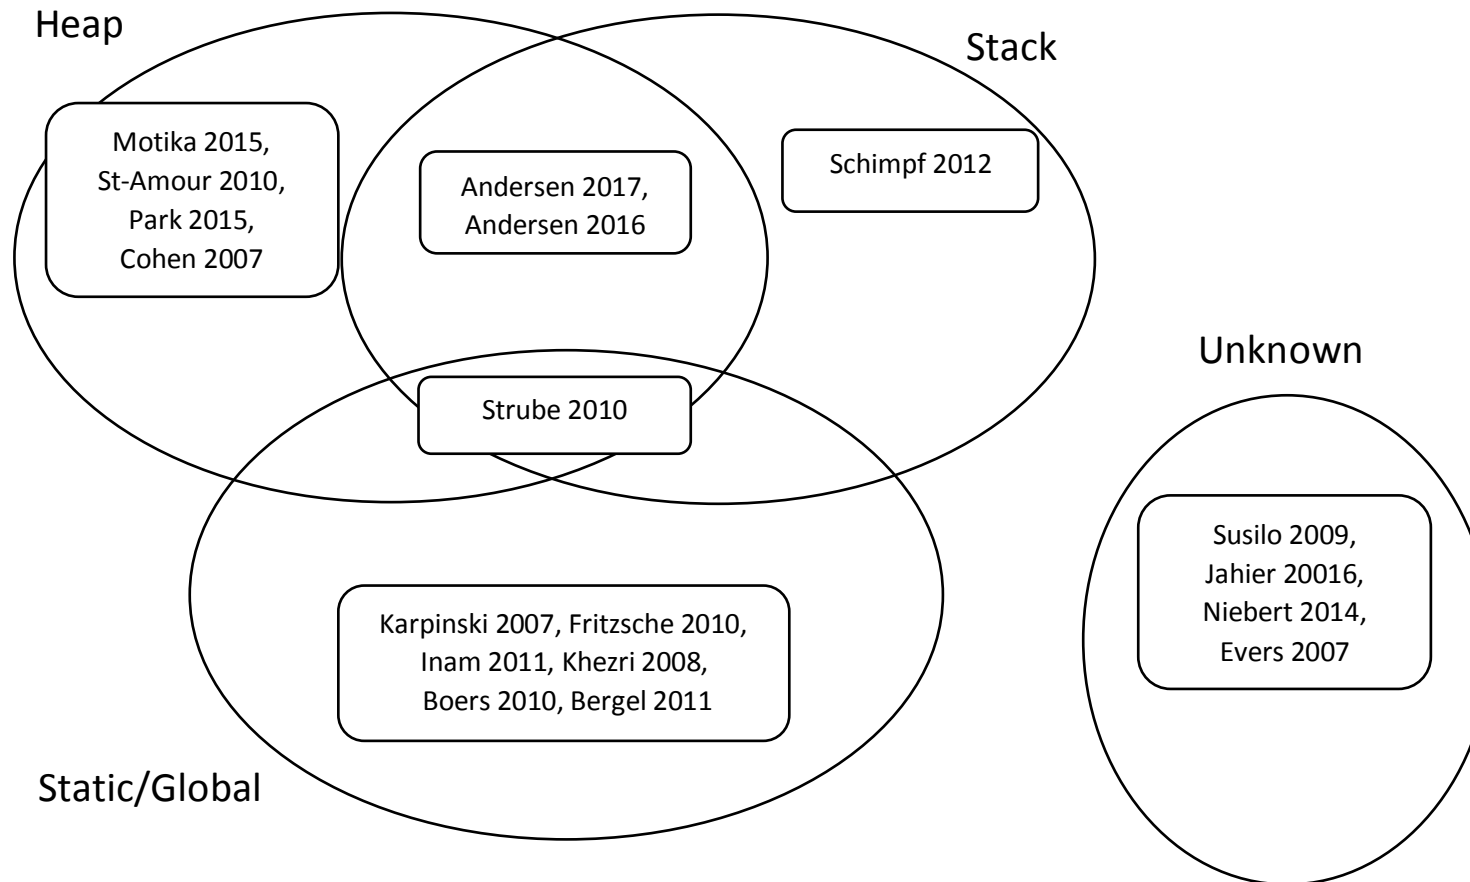 Heap
Stack
Motika 2015,
St-Amour 2010,
Park 2015,
Cohen 2007
Andersen 2017,
Andersen 2016
Schimpf 2012
Unknown
Strube 2010
Susilo 2009,
Jahier 20016,
Niebert 2014,
Evers 2007
Karpinski 2007, Fritzsche 2010,
Inam 2011, Khezri 2008,
Boers 2010, Bergel 2011
Static/Global